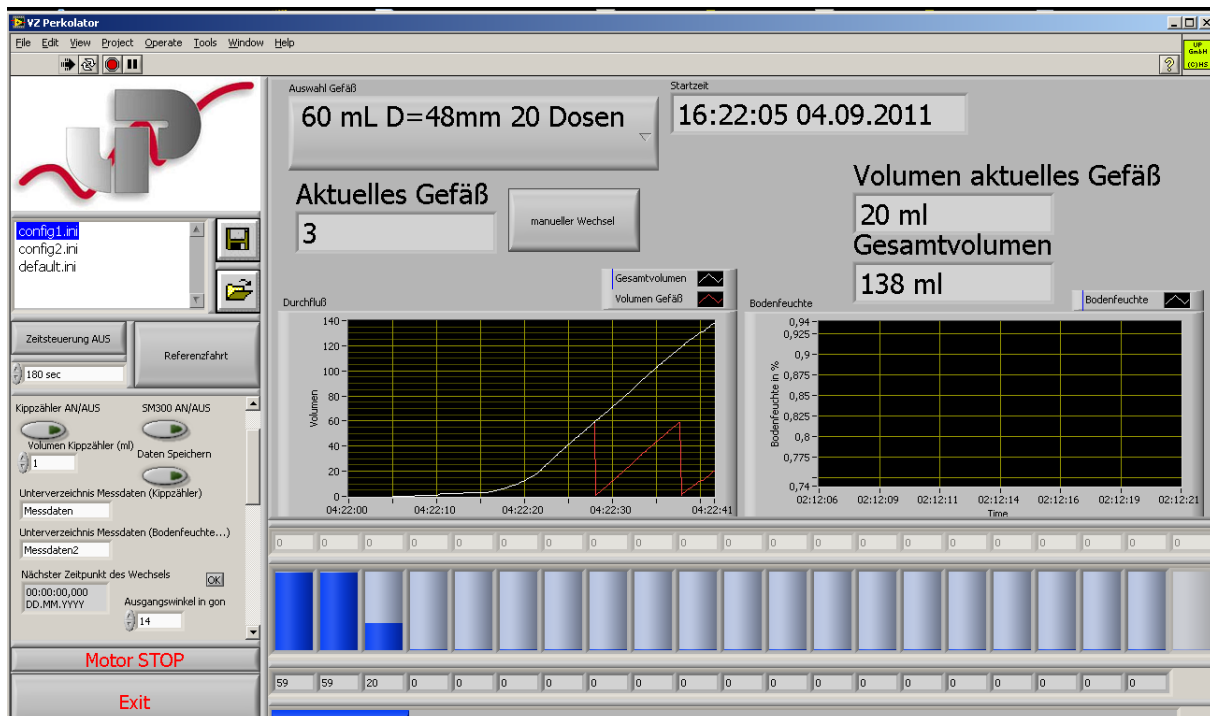 VZ Perkolator
File Edit View Project Operate Tools Window Help
?
UP
GmbH
(C)HS
UP
config1.ini
config2.ini
default.ini
Zeitsteuerung AUS
Referenzfahrt
180 sec
Kippzähler AN/AUS
SM300 AN/AUS
Volumen Kippzähler (ml)
1
Daten Speichern
Unterverzeichnis Messdaten (Kippzähler)
Messdaten
Unterverzeichnis Messdaten (Bodenfeuchte...)
Messdaten2
Nächster Zeitpunkt des Wechsels
OK
00:00:00,000
DD.MM.YYYY
Ausgangswinkel in gon
14
Motor STOP
Exit
Auswahl Gefäß
60 mL D=48mm 20 Dosen
Startzeit
16:22:05 04.09.2011
Aktuelles Gefäß
3
manueller Wechsel
Volumen aktuelles Gefäß
20 ml
Gesamtvolumen
138 ml
Durchfluß
Gesamtvolumen
Volumen Gefäß
Volumen
140
120
100
80
60
40
20
0
04:22:00 04:22:10 04:22:20 04:22:30 04:22:41
Bodenfeuchte
Bodenfeuchte
Bodenfeuchte in %
0,94
0,925
0,9
0,875
0,85
0,825
0,8
0,775
0,74
02:12:06 02:12:09 02:12:11 02:12:14 02:12:16 02:12:19 02:12:21
Time
0 0 0 0 0 0 0 0 0 0 0 0 0 0 0 0 0 0 0 0 0
59 59 20 0 0 0 0 0 0 0 0 0 0 0 0 0 0 0 0 0